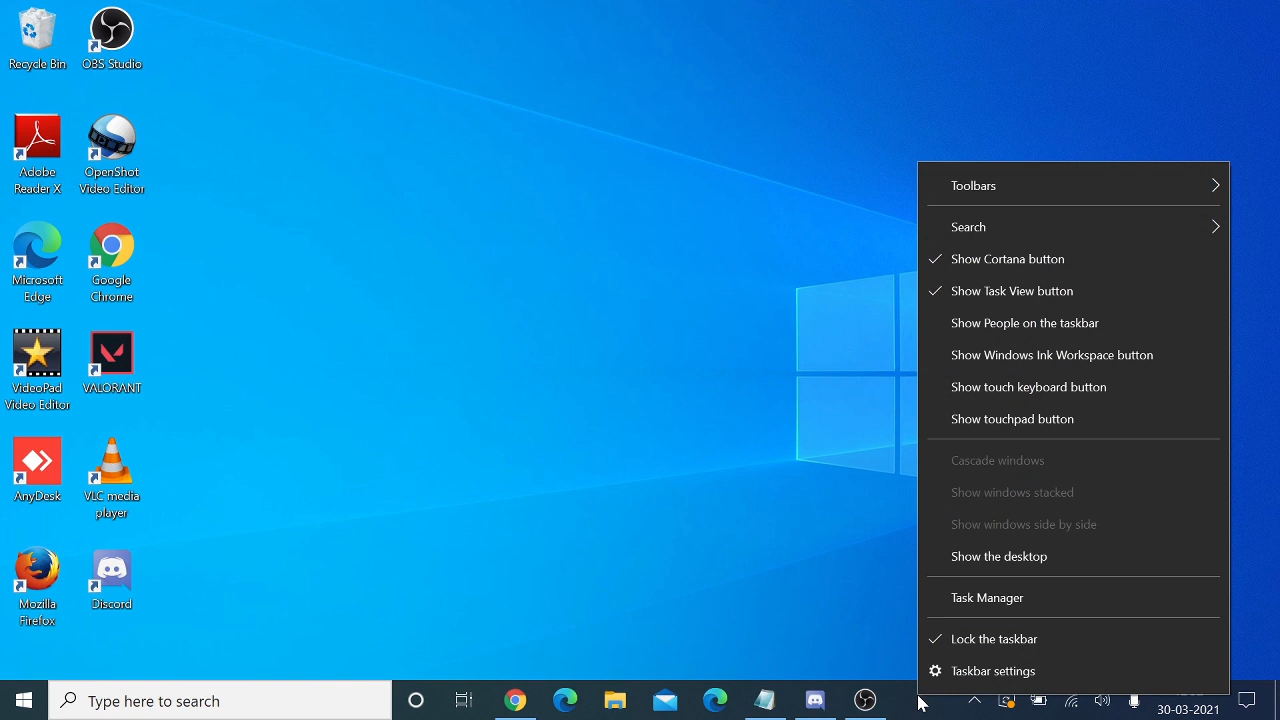 Recycle Bin
OBS Studio
Adobe
Reader X
OpenShot
Video Editor
Microsoft
Edge
Google
Chrome
VideoPad
Video Editor
VALORANT
AnyDesk
VLC media
player
Mozilla
Firefox
Discord
Toolbars
Search
Show Cortana button
Show Task View button
Show People on the taskbar
Show Windows Ink Workspace button
Show touch keyboard button
Show touchpad button
Cascade windows
Show windows stacked
Show windows side by side
Show the desktop
Task Manager
Lock the taskbar
Taskbar settings
Type here to search
30-03-2021